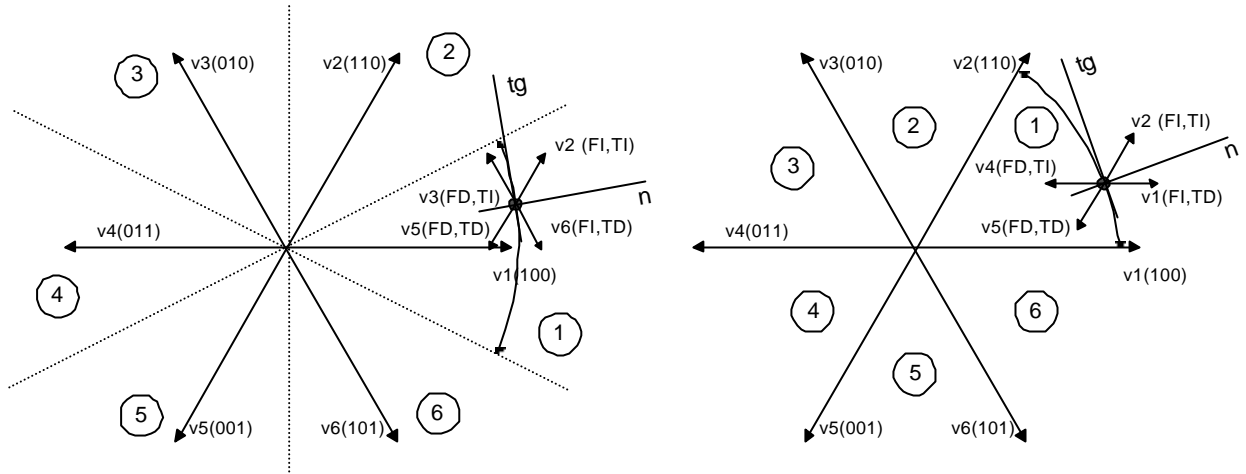 3
v3(010)
v2(110)
2
tg
v2 (FI,TI)
v3(FD,TI)
n
v5(FD,TD)
v6(FI,TD)
v4(011)
v1(100)
4
1
5
6
v5(001)
v6(101)
v3(010)
v2(110)
tg
2
1
v2 (FI,TI)
3
n
v4(FD,TI)
v1(FI,TD)
v5(FD,TD)
v4(011)
v1(100)
4
6
5
v5(001)
v6(101)